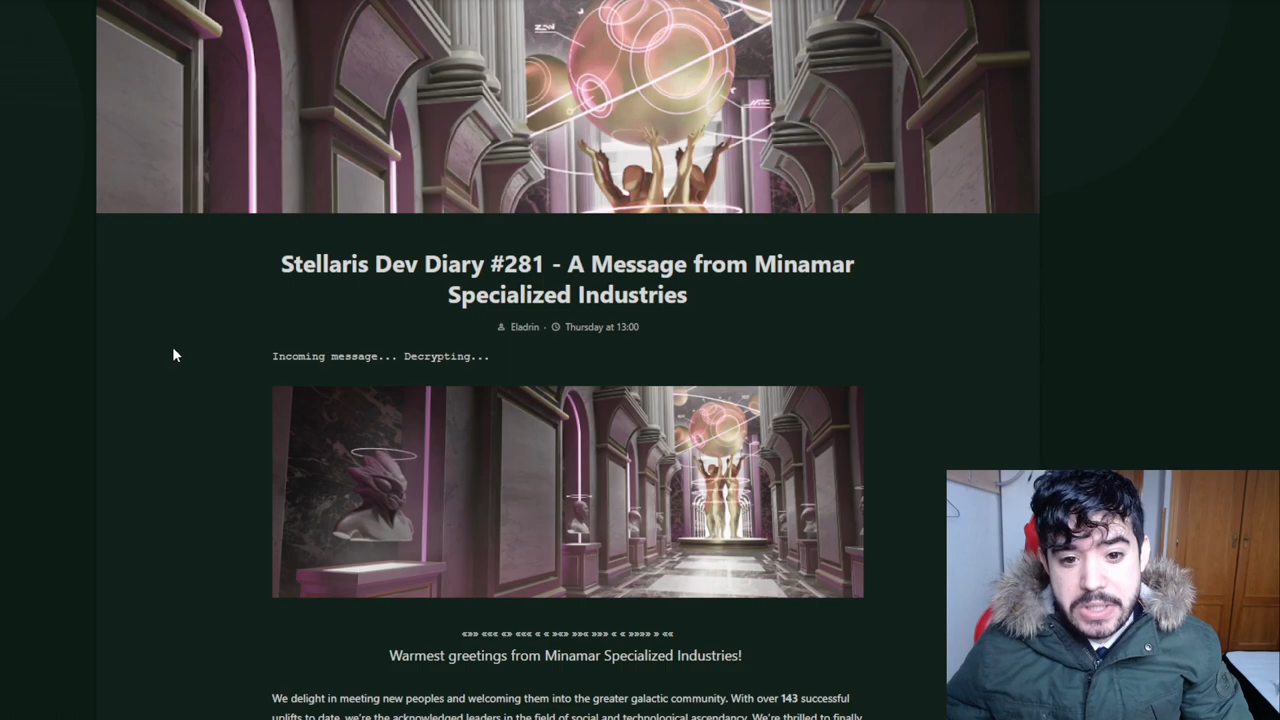 Stellaris Dev Diary #281 - A Message from Minamar
Specialized Industries
Eladrin · Thursday at 13:00
Incoming message... Decrypting...
Warmest greetings from Minamar Specialized Industries!
We delight in meeting new peoples and welcoming them into the greater galactic community. With over 143 successful
uplifts to date, we're the acknowledged leaders in the field of social and technological ascendancy. We're thrilled to finally